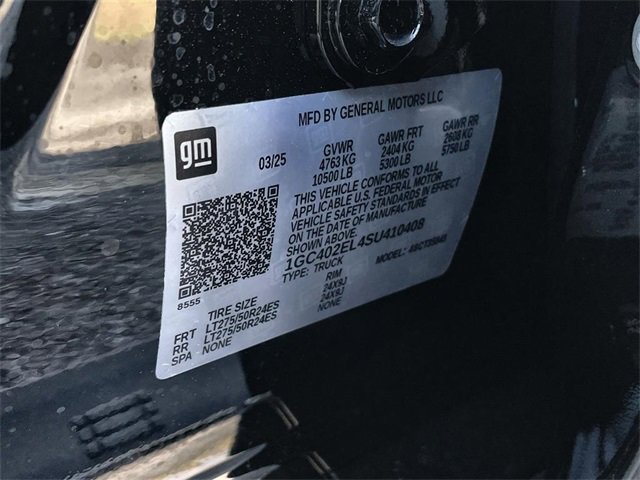 MFD BY GENERAL MOTORS LLC
gm
03/25
GVWR GAWR FRT GAWR RR
4763 KG 2404 KG 2608 KG
10500 LB 5300 LB 5750 LB
THIS VEHICLE CONFORMS TO ALL
APPLICABLE U.S. FEDERAL MOTOR
VEHICLE SAFETY STANDARDS IN EFFECT
ON THE DATE OF MANUFACTURE
SHOWN ABOVE.
1GC402EL4SU410408
TYPE: TRUCK MODEL:
8555
TIRE SIZE RIM
FRT LT275/50R24ES 24X9J
RR LT275/50R24ES 24X9J
SPA NONE NONE